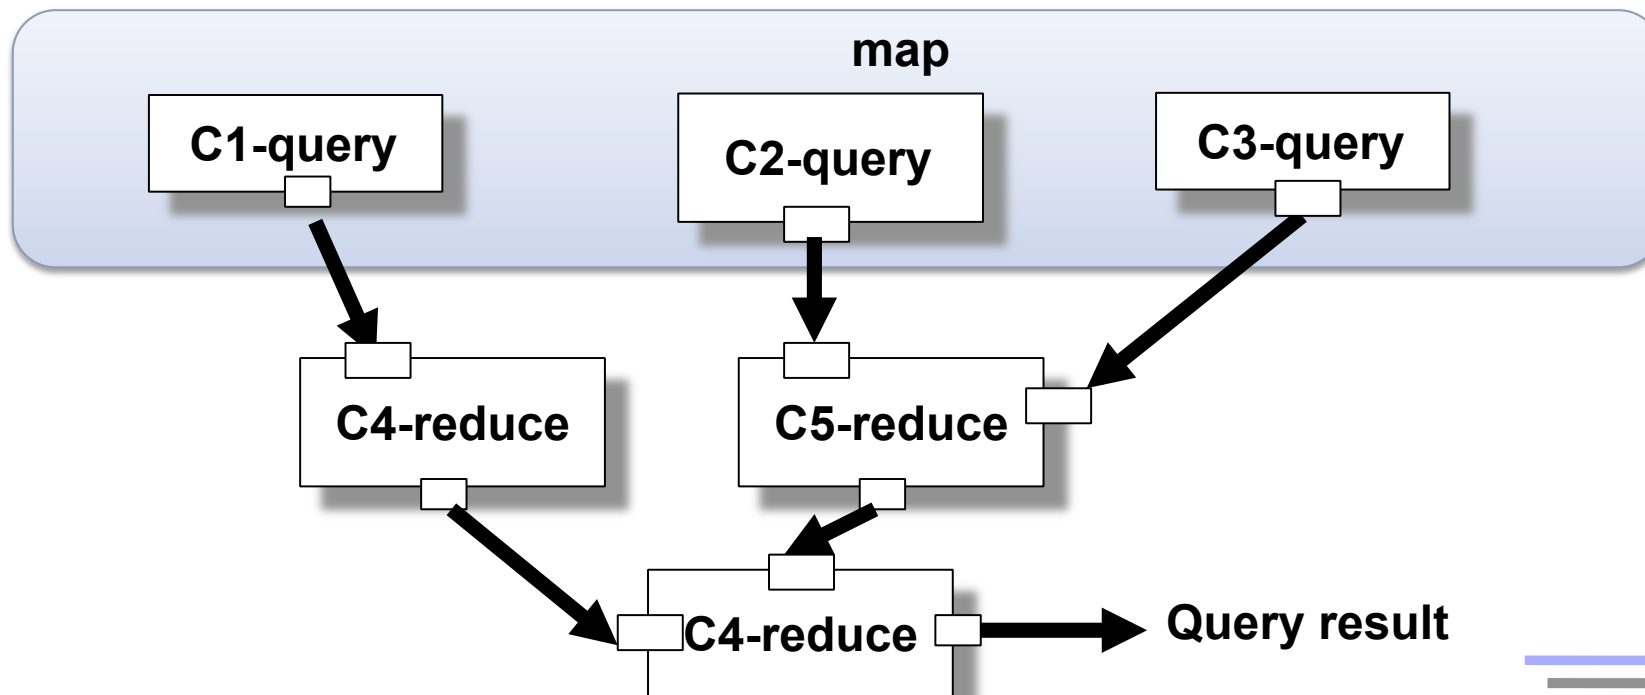 map
C1-query
C2-query
C3-query
C4-reduce
C5-reduce
C4-reduce
Query result